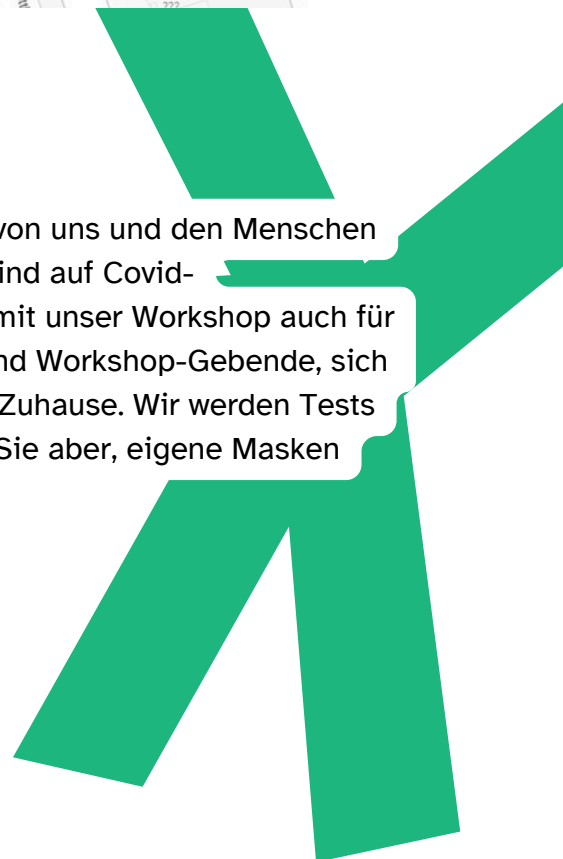 222
von uns und den Menschen
ind auf Covid-
mit unser Workshop auch für
nd Workshop-Gebende, sich
Zuhause. Wir werden Tests
Sie aber, eigene Masken